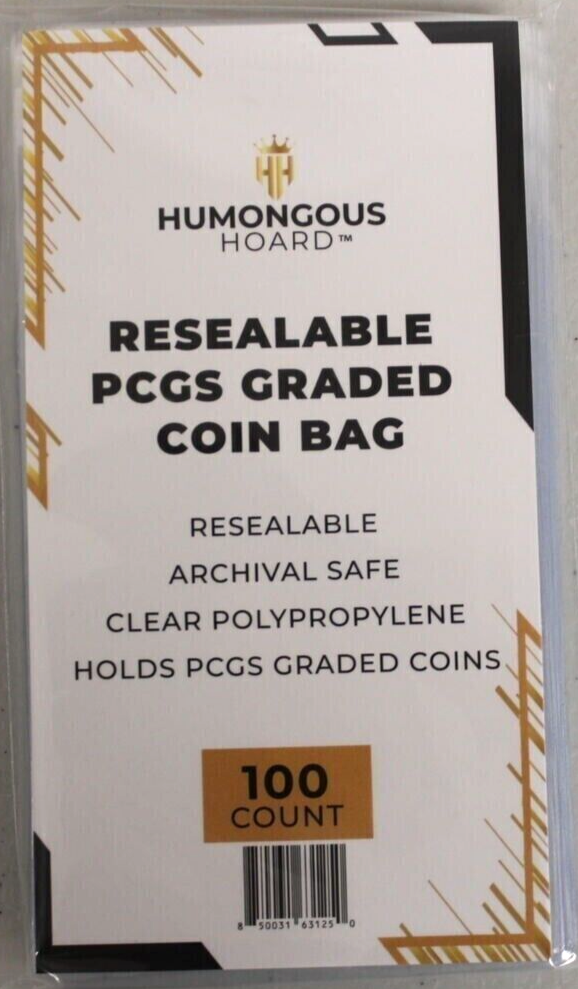 HH
HUMONGOUS
HOARD™
RESEALABLE
PCGS GRADED
COIN BAG
RESEALABLE
ARCHIVAL SAFE
CLEAR POLYPROPYLENE
HOLDS PCGS GRADED COINS
100
COUNT
8 50031 63125 0